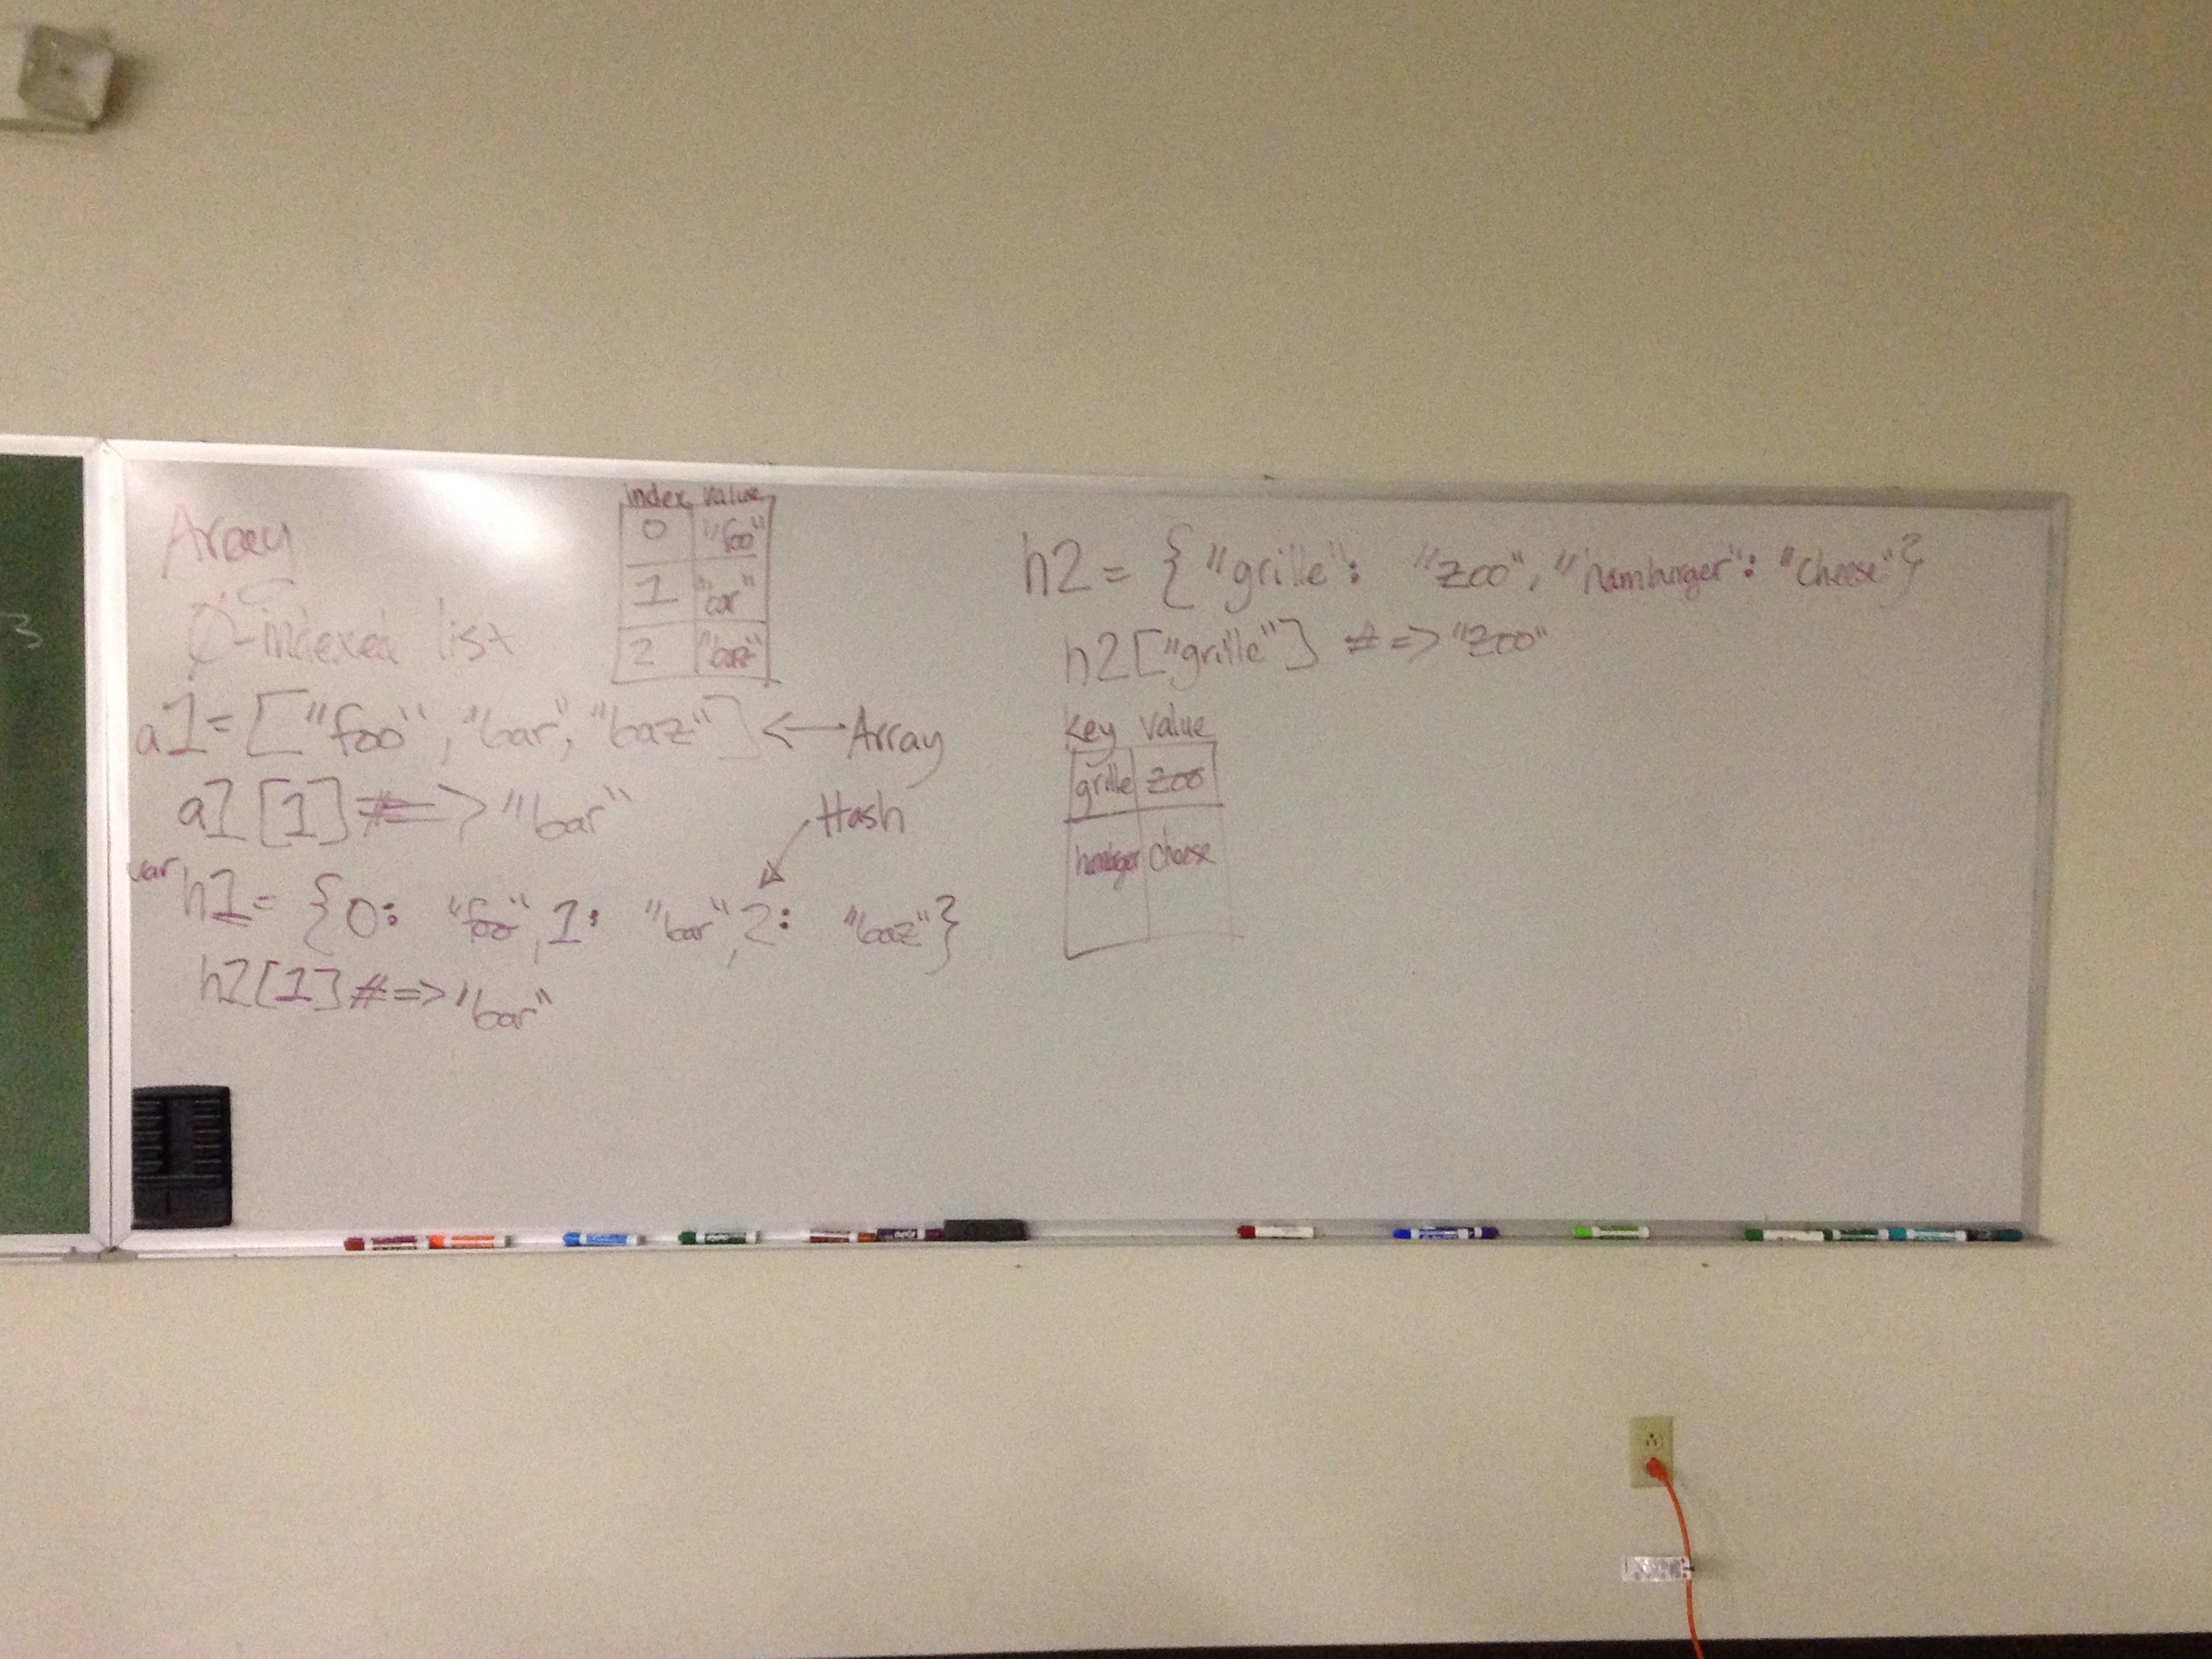 Array
0-indexed list
index value
0 "foo"
1 "bar"
2 "baz"
a1 = ["foo", "bar", "baz"] <— Array
a1[1] #=> "bar"
Hash
var h1 = {0: "foo", 1: "bar", 2: "baz"}
h1[1] #=> "bar"
h2 = {"grille": "zoo", "hamburger": "cheese"}
h2["grille"] #=> "zoo"
key value
grille zoo
cheese
3